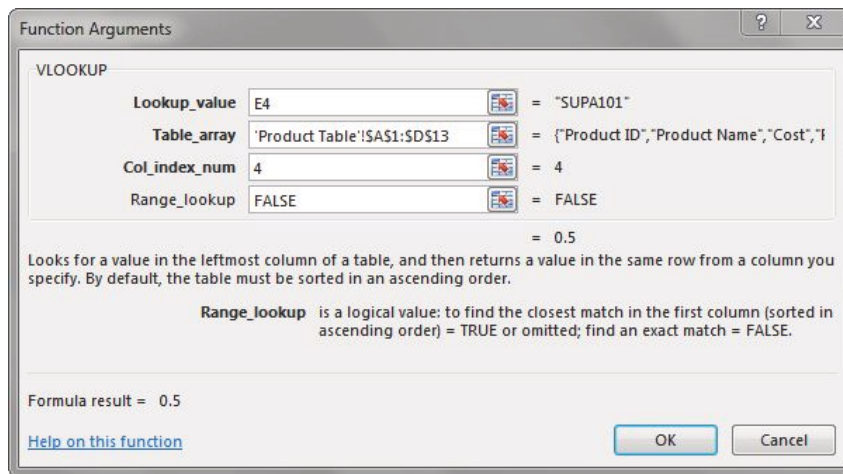 Function Arguments
?
VLOOKUP
Lookup_value E4 = "SUPA101"
Table_array 'Product Table'!$A$1:$D$13 = {"Product ID","Product Name","Cost","
Col_index_num 4 = 4
Range_lookup FALSE = FALSE
= 0.5
Looks for a value in the leftmost column of a table, and then returns a value in the same row from a column you
specify. By default, the table must be sorted in an ascending order.
Range_lookup is a logical value: to find the closest match in the first column (sorted in
ascending order) = TRUE or omitted; find an exact match = FALSE.
Formula result = 0.5
Help on this function
OK Cancel